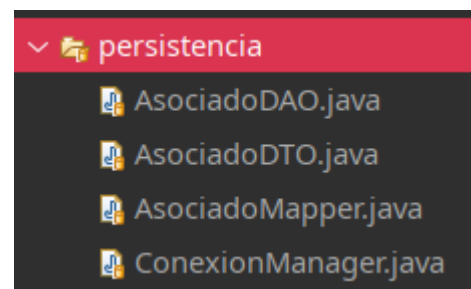 persistencia
AsociadoDAO.java
AsociadoDTO.java
AsociadoMapper.java
ConexionManager.java